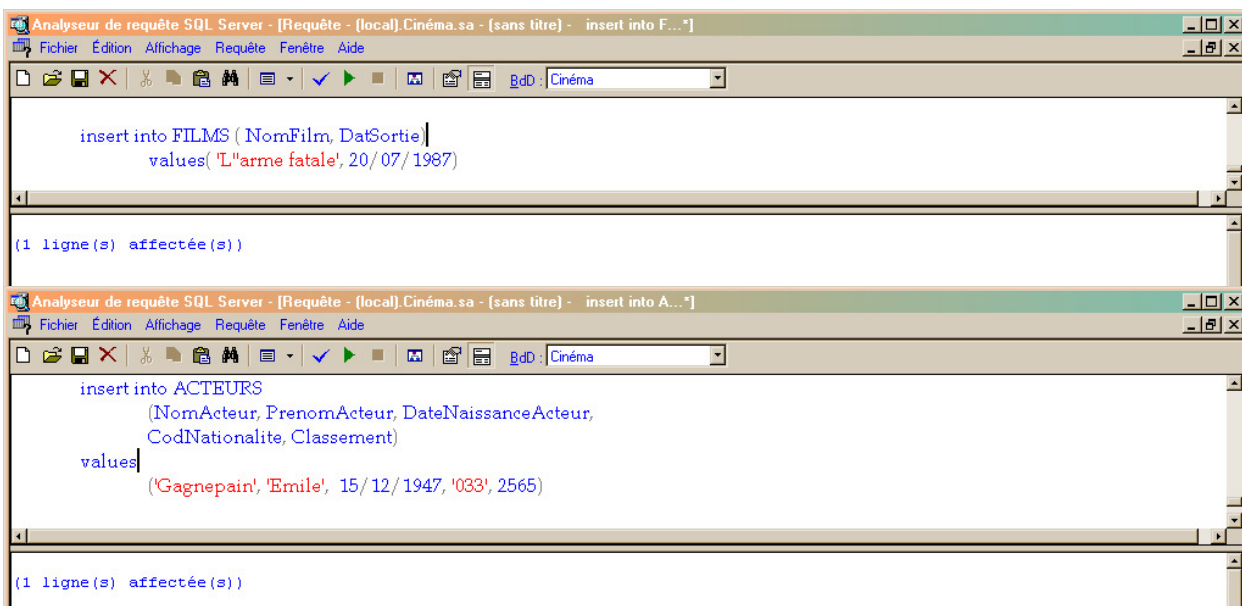 Analyseur de requête SQL Server - [Requête - (local).Cinéma.sa - (sans titre) - insert into F...*]
Fichier Édition Affichage Requête Fenêtre Aide
BdD : Cinéma
insert into FILMS ( NomFilm, DatSortie)
values( 'L''arme fatale', 20/07/1987)
(1 ligne(s) affectée(s))
Analyseur de requête SQL Server - [Requête - (local).Cinéma.sa - (sans titre) - insert into A...*]
Fichier Édition Affichage Requête Fenêtre Aide
BdD : Cinéma
insert into ACTEURS
(NomActeur, PrenomActeur, DateNaissanceActeur,
CodNationalite, Classement)
values
('Gagnepain', 'Emile', 15/12/1947, '033', 2565)
(1 ligne(s) affectée(s))